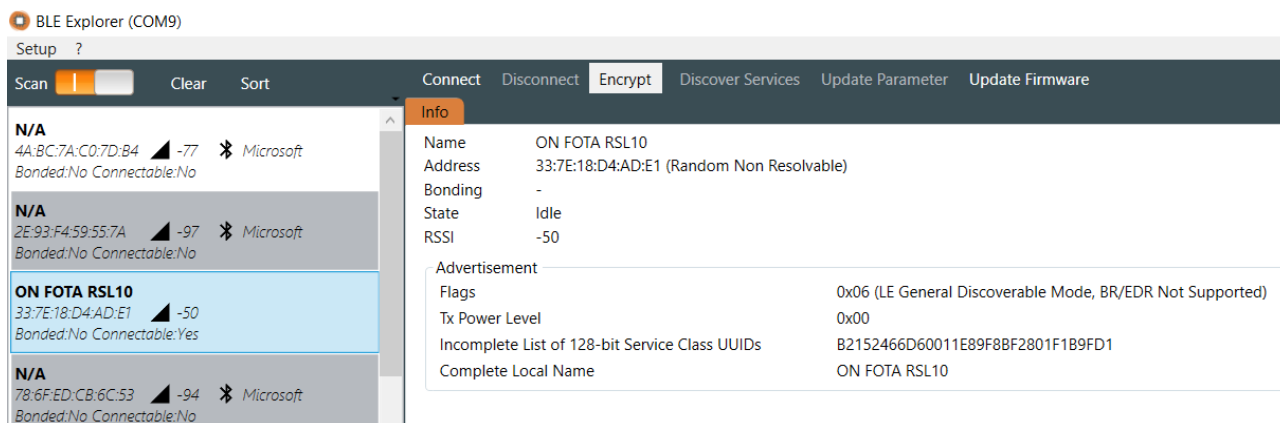 BLE Explorer (COM9)
Setup ?
Scan Clear Sort
Connect Disconnect Encrypt Discover Services Update Parameter Update Firmware
N/A
4A:BC:7A:C0:7D:B4 -77 Microsoft
Bonded:No Connectable:No
N/A
2E:93:F4:59:55:7A -97 Microsoft
Bonded:No Connectable:No
ON FOTA RSL10
33:7E:18:D4:AD:E1 -50
Bonded:No Connectable:Yes
N/A
78:6F:ED:CB:6C:53 -94 Microsoft
Bonded:No Connectable:No
Info
Name ON FOTA RSL10
Address 33:7E:18:D4:AD:E1 (Random Non Resolvable)
Bonding -
State Idle
RSSI -50
Advertisement
Flags 0x06 (LE General Discoverable Mode, BR/EDR Not Supported)
Tx Power Level 0x00
Incomplete List of 128-bit Service Class UUIDs B2152466D60011E89F8BF2801F1B9FD1
Complete Local Name ON FOTA RSL10